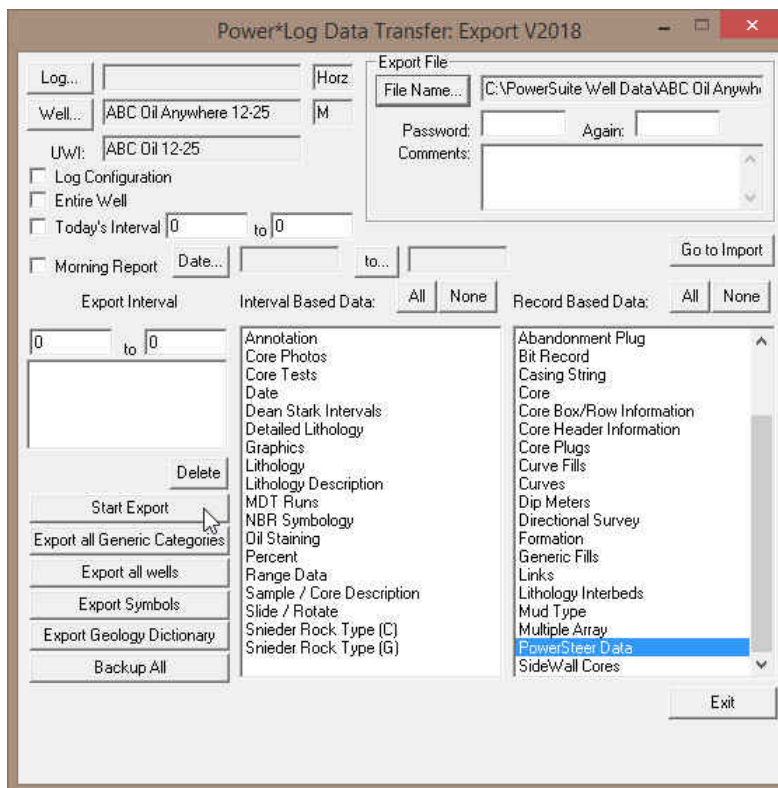 Power*Log Data Transfer: Export V2018
Log... Horz
Well... ABC Oil Anywhere 12-25 M
UWI: ABC Oil 12-25
Log Configuration
Entire Well
Today's Interval 0 to 0
Morning Report Date... to...
Export File
File Name... C:\PowerSuite Well Data\ABC Oil Anywh
Password: Again:
Comments:
Go to Import
Export Interval
0 to 0
Delete
Start Export
Export all Generic Categories
Export all wells
Export Symbols
Export Geology Dictionary
Backup All
Interval Based Data: All None
Annotation
Core Photos
Core Tests
Date
Dean Stark Intervals
Detailed Lithology
Graphics
Lithology
Lithology Description
MDT Runs
NBR Symbology
Oil Staining
Percent
Range Data
Sample / Core Description
Slide / Rotate
Snieder Rock Type (C)
Snieder Rock Type (G)
Record Based Data: All None
Abandonment Plug
Bit Record
Casing String
Core
Core Box/Row Information
Core Header Information
Core Plugs
Curve Fills
Curves
Dip Meters
Directional Survey
Formation
Generic Fills
Links
Lithology Interbeds
Mud Type
Multiple Array
PowerSteer Data
SideWall Cores
Exit